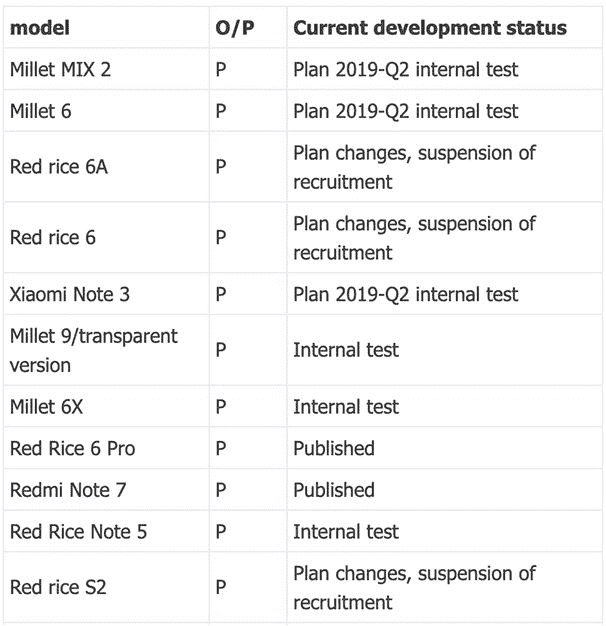 model O/P Current development status
Millet MIX 2 P Plan 2019-Q2 internal test
Millet 6 P Plan 2019-Q2 internal test
Red rice 6A P Plan changes, suspension of
recruitment
Red rice 6 P Plan changes, suspension of
recruitment
Xiaomi Note 3 P Plan 2019-Q2 internal test
Millet 9/transparent
version P Internal test
Millet 6X P Internal test
Red Rice 6 Pro P Published
Redmi Note 7 P Published
Red Rice Note 5 P Internal test
Red rice S2 P Plan changes, suspension of
recruitment